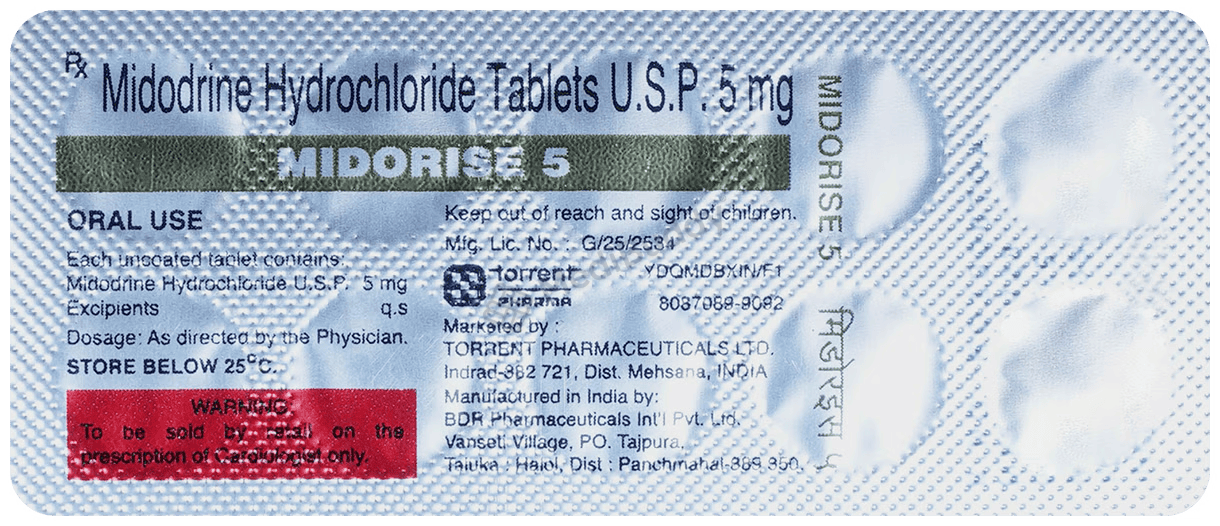 Rx Midodrine Hydrochloride Tablets U.S.P. 5 mg
MIDORISE 5
ORAL USE
Each uncoated tablet contains:
Midodrine Hydrochloride U.S.P. 5 mg
Excipients q.s
Dosage: As directed by the Physician.
STORE BELOW 25°C.
WARNING
To be sold by retail on the
prescription of Cardiologist only.
Keep out of reach and sight of children.
Mfg. Lic. No. : G/25/2584
torrent YDQMDBXIN/F1
PHARMA 8037089-9092
Marketed by :
TORRENT PHARMACEUTICALS LTD.
Indrad-382 721, Dist. Mehsana, INDIA
Manufactured in India by:
BDR Pharmaceuticals Int'l Pvt. Ltd.
Vanseti Village, PO. Tajpura,
Taluka : Halol, Dist : Panchmahal-389 350.
MIDORISE 5
मिडोराइस ५